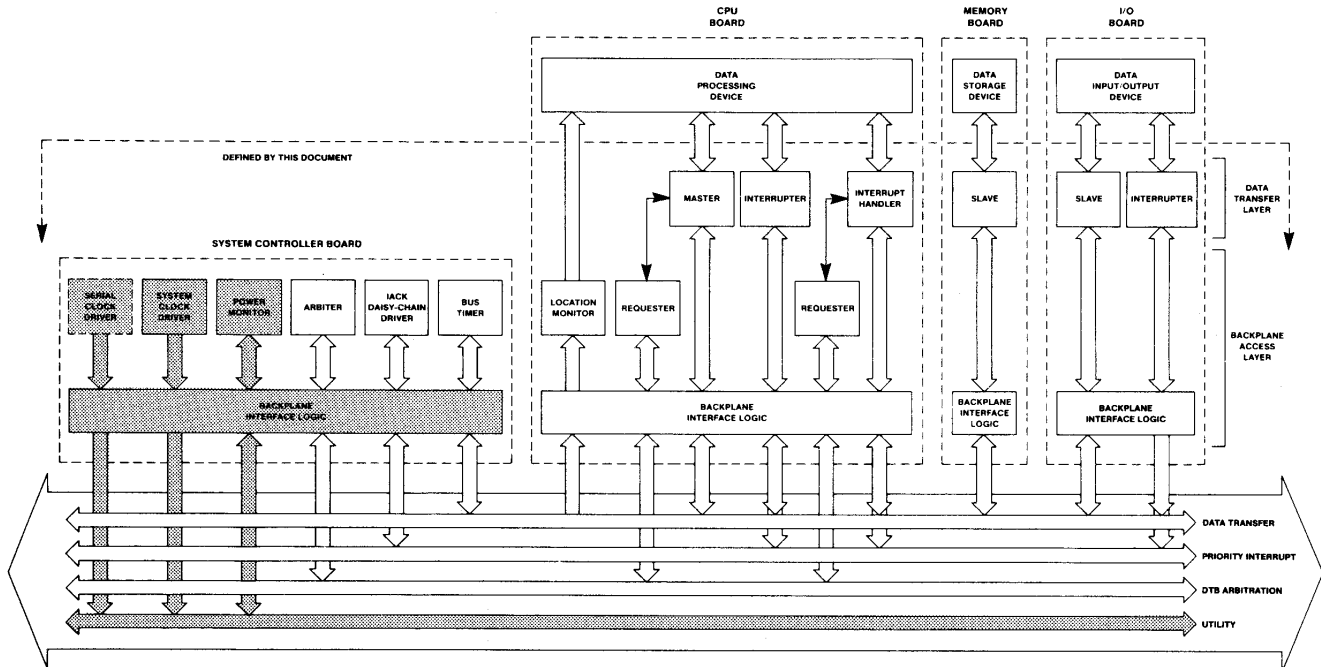 CPU
BOARD
MEMORY
BOARD
I/O
BOARD
DATA
PROCESSING
DEVICE
DATA
STORAGE
DEVICE
DATA
INPUT/OUTPUT
DEVICE
DEFINED BY THIS DOCUMENT
MASTER
INTERRUPTER
INTERRUPT
HANDLER
SLAVE
SLAVE
INTERRUPTER
DATA
TRANSFER
LAYER
SYSTEM CONTROLLER BOARD
SERIAL
CLOCK
DRIVER
SYSTEM
CLOCK
DRIVER
POWER
MONITOR
ARBITER
IACK
DAISY-CHAIN
DRIVER
BUS
TIMER
LOCATION
MONITOR
REQUESTER
REQUESTER
BACKPLANE
ACCESS
LAYER
BACKPLANE
INTERFACE LOGIC
BACKPLANE
INTERFACE LOGIC
BACKPLANE
INTERFACE
LOGIC
BACKPLANE
INTERFACE LOGIC
DATA TRANSFER
PRIORITY INTERRUPT
DTB ARBITRATION
UTILITY